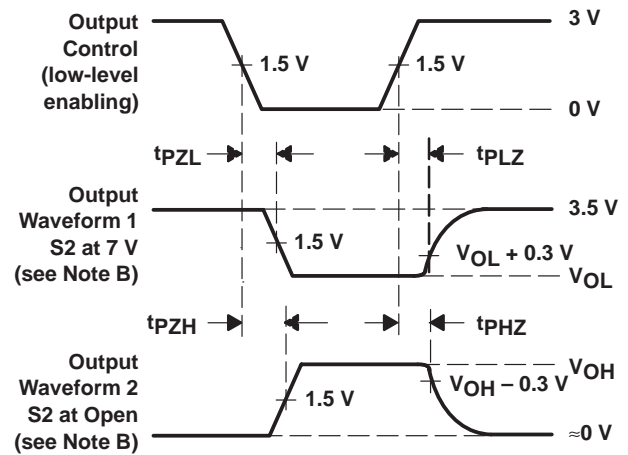 Output
Control
(low-level
enabling)
3 V
1.5 V
1.5 V
0 V
tPZL
tPLZ
Output
Waveform 1
S2 at 7 V
(see Note B)
3.5 V
1.5 V
VOL + 0.3 V
VOL
tPZH
tPHZ
Output
Waveform 2
S2 at Open
(see Note B)
VOH
VOH – 0.3 V
1.5 V
≈0 V